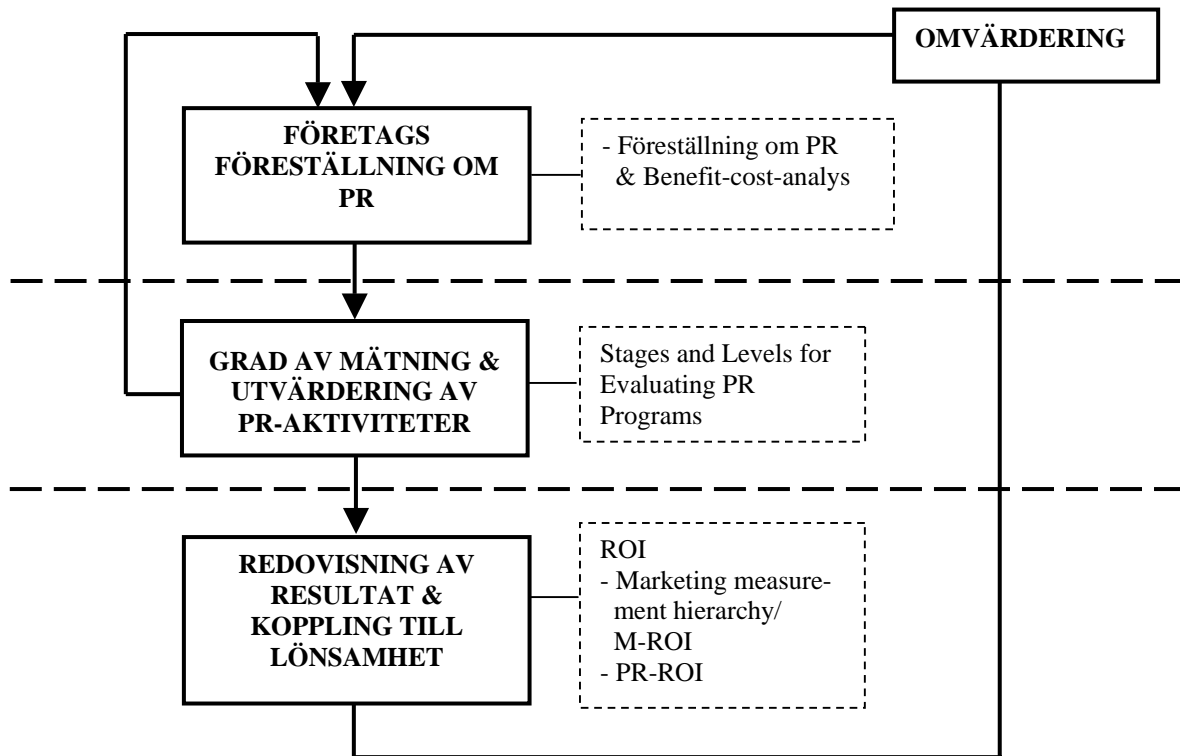 OMVÄRDERING
FÖRETAGS
FÖRESTÄLLNING OM
PR
- Föreställning om PR
& Benefit-cost-analys
GRAD AV MÄTNING &
UTVÄRDERING AV
PR-AKTIVITETER
Stages and Levels for
Evaluating PR
Programs
REDOVISNING AV
RESULTAT &
KOPPLING TILL
LÖNSAMHET
ROI
- Marketing measure-
ment hierarchy/
M-ROI
- PR-ROI